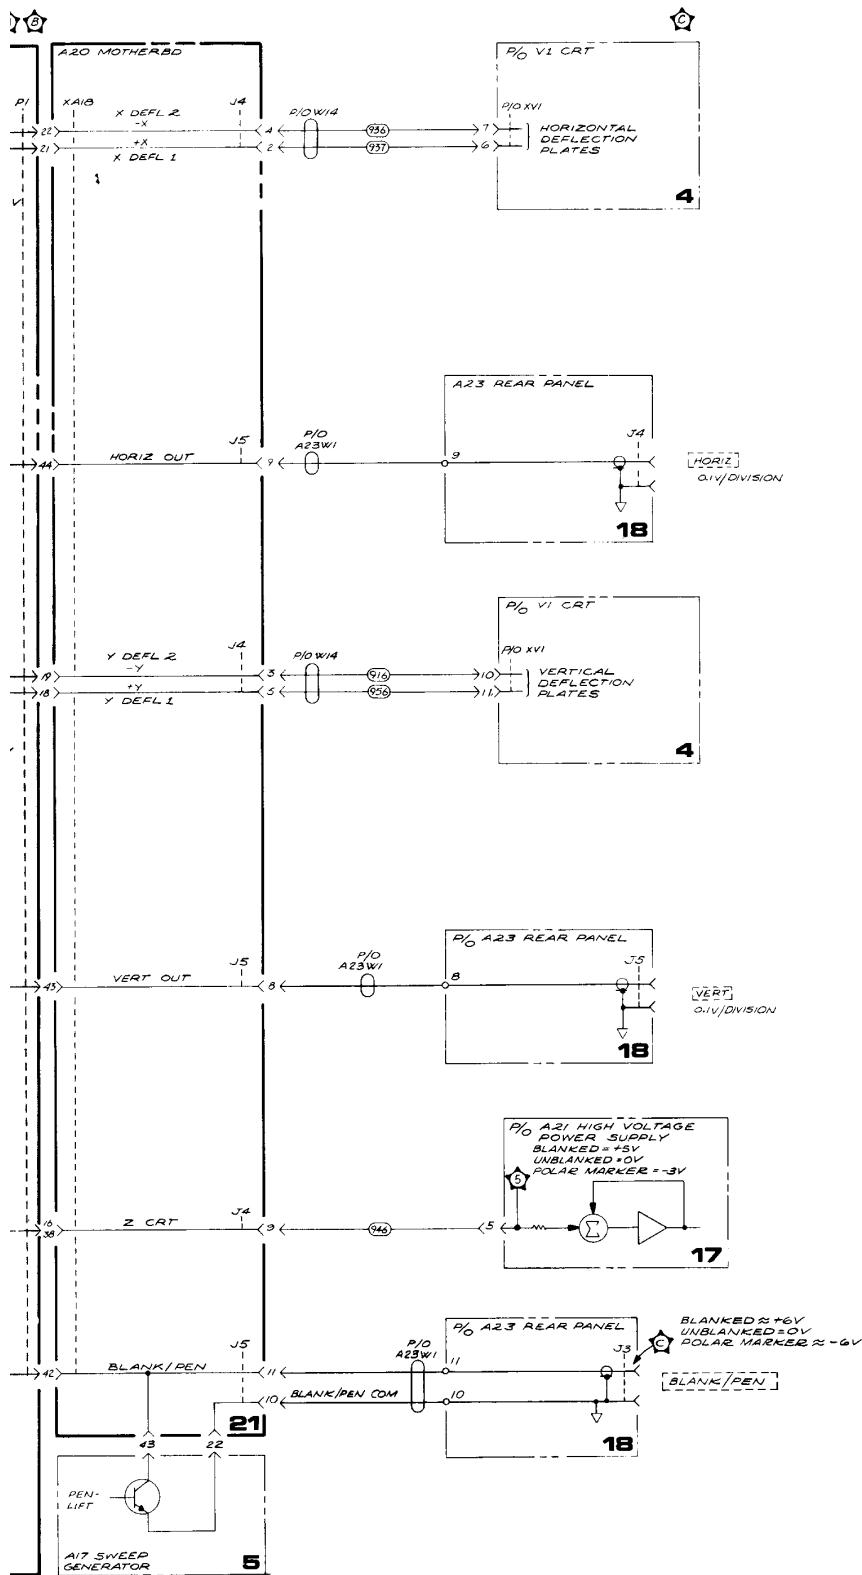 B
C
A20 MOTHERBD
P/O V1 CRT
P1
XA18
J4
P/O W14
P/O XV1
X DEFL 2
-X
22
4
936
7
HORIZONTAL
DEFLECTION
PLATES
+X
21
2
937
6
X DEFL 1
4
A23 REAR PANEL
J5
P/O
A23W1
J4
HORIZ OUT
44
9
9
HORIZ
0.1V/DIVISION
18
P/O V1 CRT
Y DEFL 2
J4
P/O W14
P/O XV1
-Y
19
3
916
10
VERTICAL
DEFLECTION
PLATES
+Y
18
5
956
11
Y DEFL 1
4
P/O A23 REAR PANEL
J5
P/O
A23W1
J5
VERT OUT
8
8
VERT
0.1V/DIVISION
18
P/O A21 HIGH VOLTAGE
POWER SUPPLY
BLANKED = +5V
UNBLANKED = 0V
POLAR MARKER = -3V
5
16
38
Z CRT
J4
946
5
Σ
17
P/O A23 REAR PANEL
BLANKED ≈ +6V
UNBLANKED = 0V
POLAR MARKER ≈ -6V
C
J5
P/O
A23W1
J3
42
BLANK/PEN
11
11
BLANK/PEN
10
BLANK/PEN COM
10
21
18
43
22
PEN-
LIFT
A17 SWEEP
GENERATOR
5